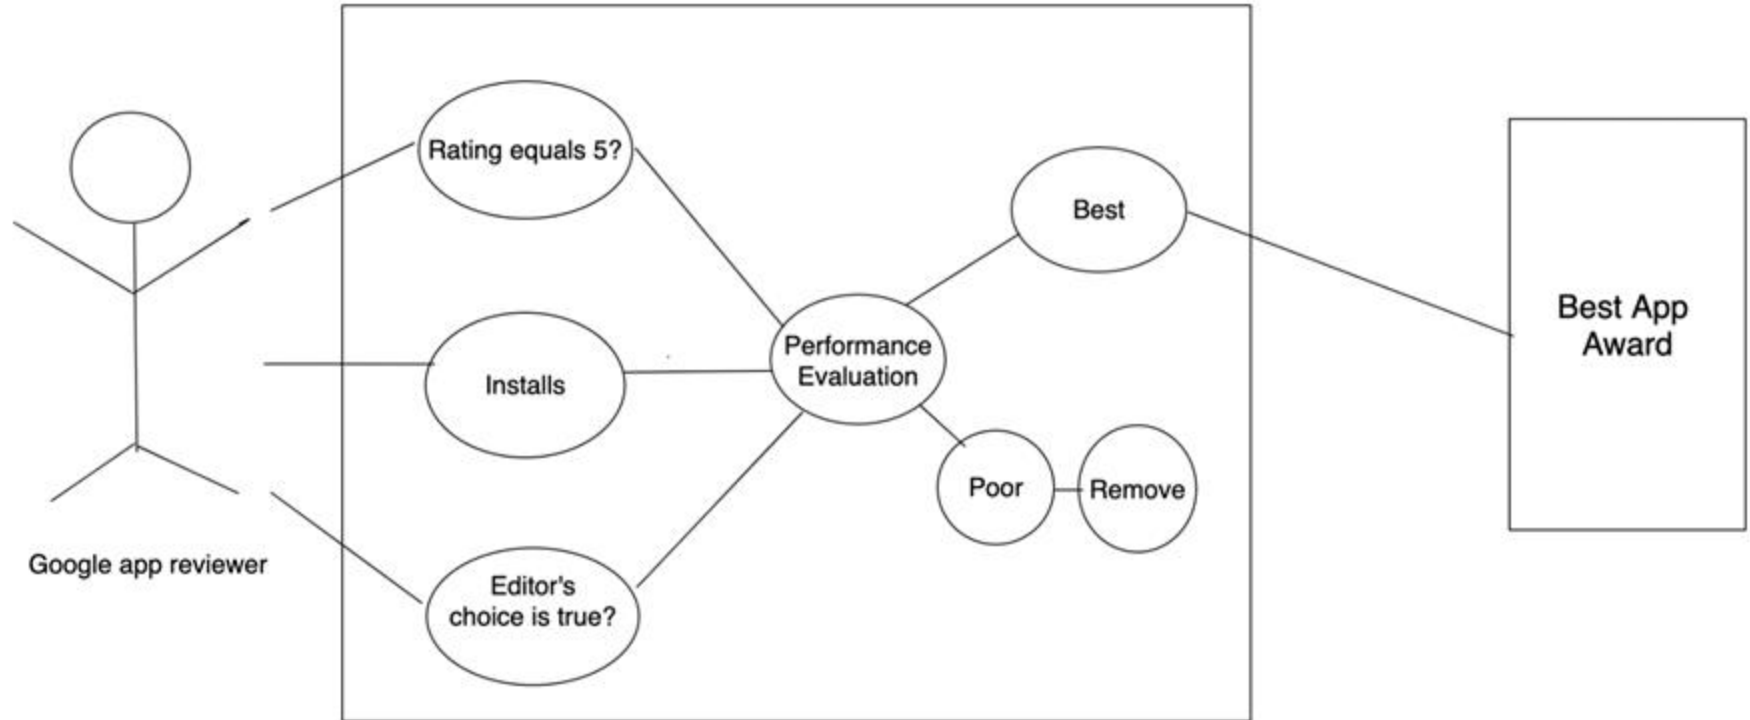 Rating equals 5?
Best
Best App
Award
Performance
Evaluation
Installs
Poor
Remove
Google app reviewer
Editor's
choice is true?